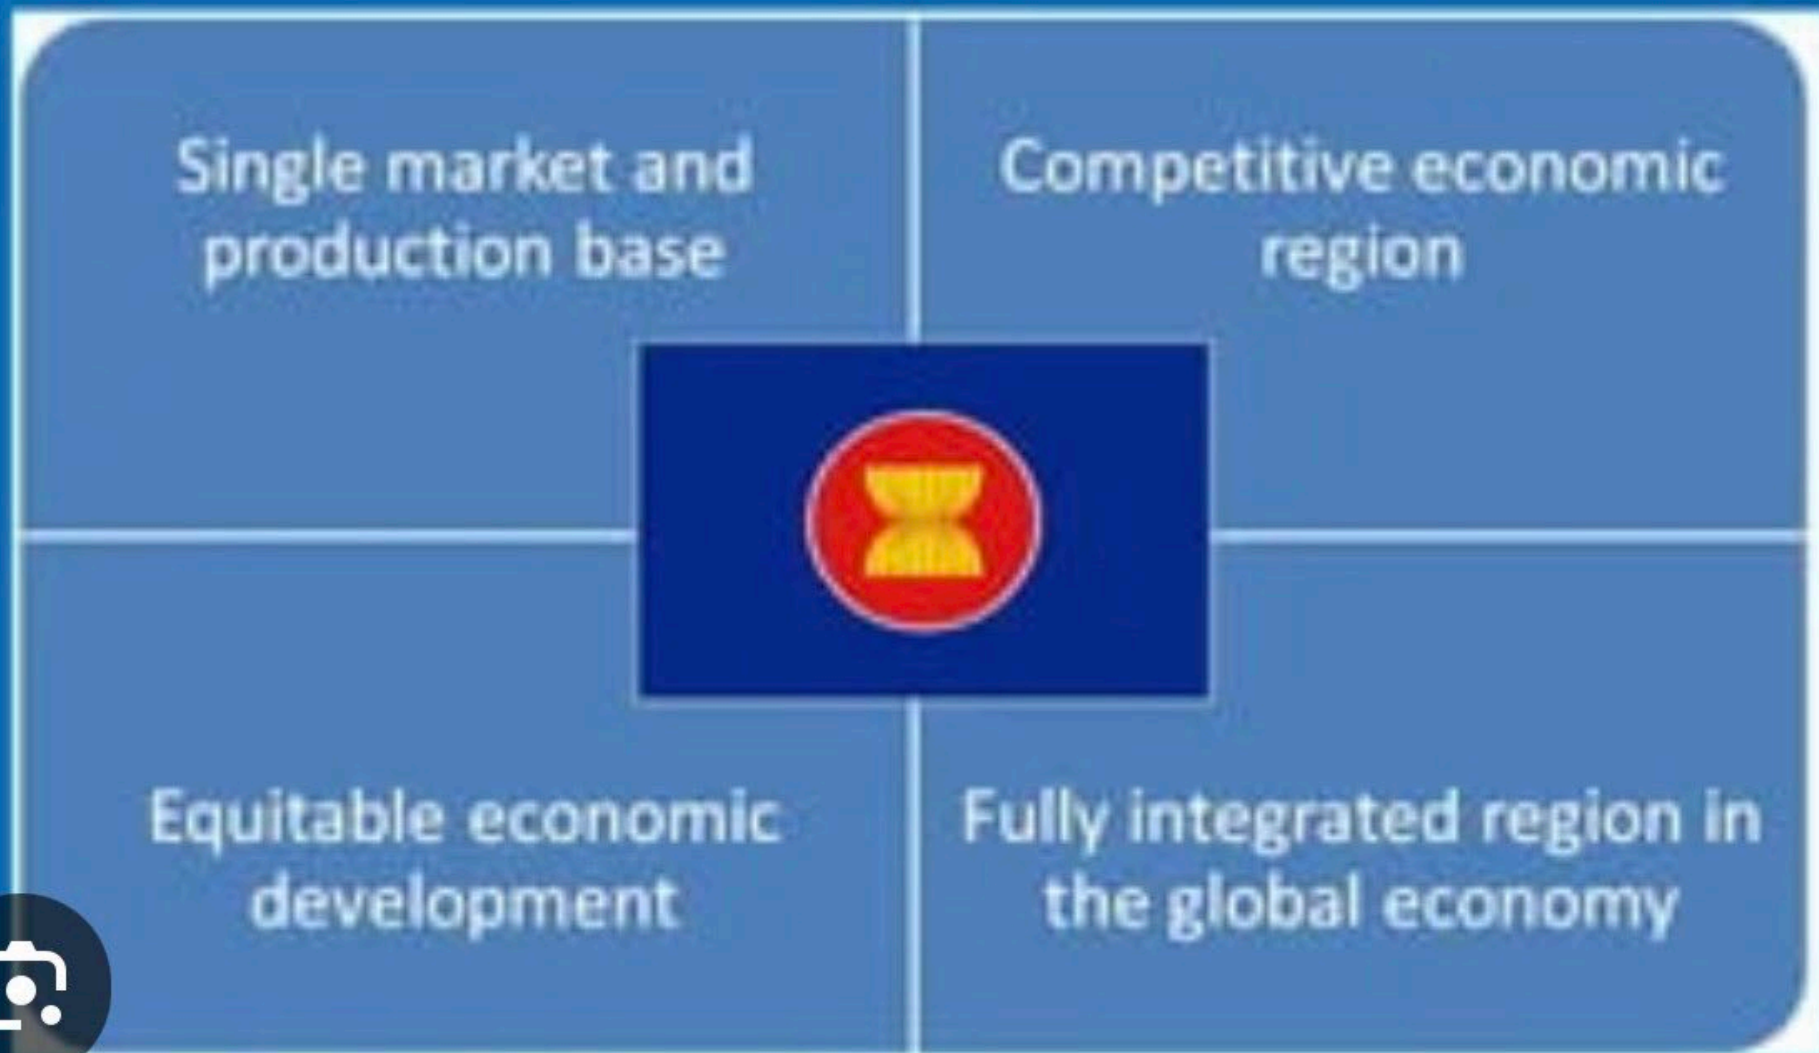 Single market and
production base
Competitive economic
region
Equitable economic
development
Fully integrated region in
the global economy